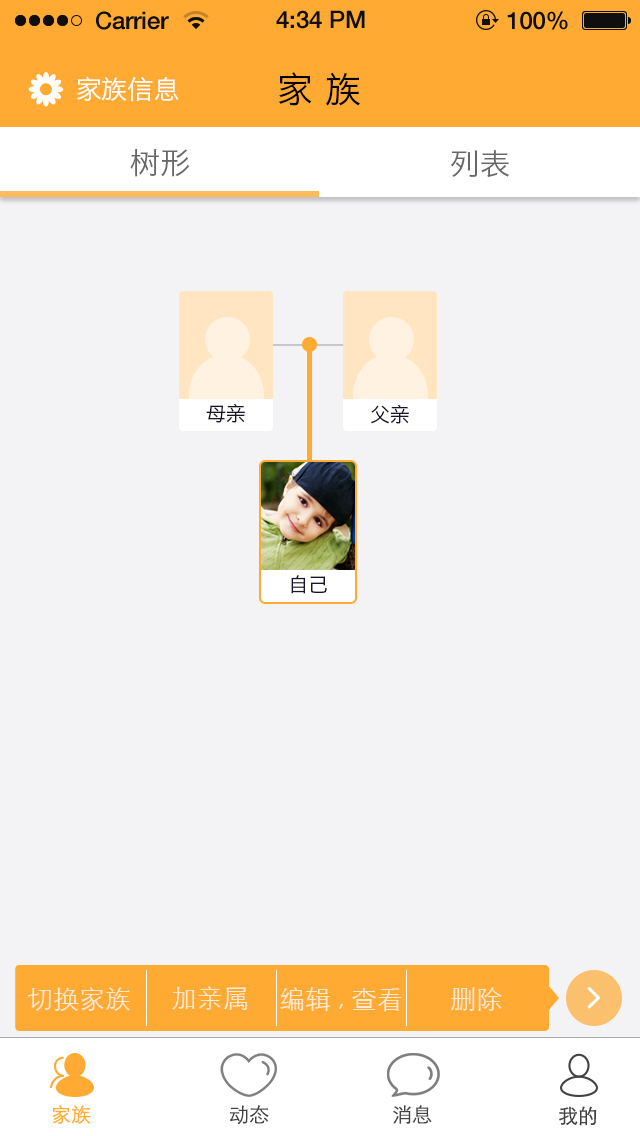 Carrier 4:34 PM 100%
家族信息 家 族
树形 列表
母亲 父亲
自己
切换家族 加亲属 编辑，查看 删除
家族 动态 消息 我的